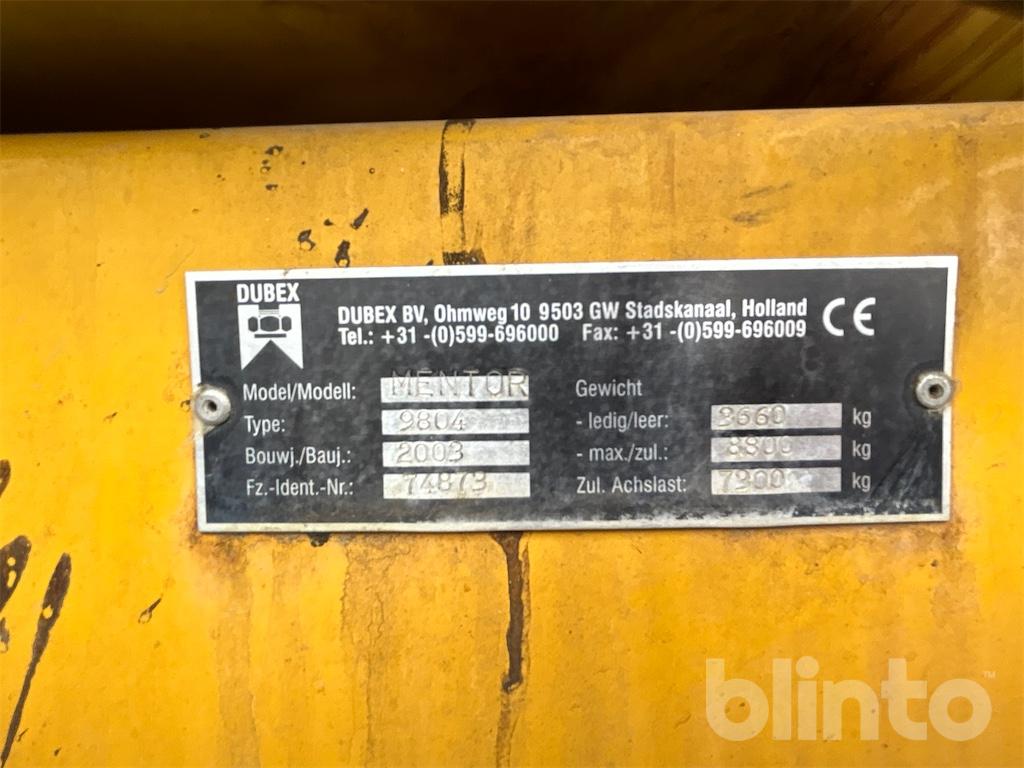 DUBEX
DUBEX BV, Ohmweg 10 9503 GW Stadskanaal, Holland
Tel.: +31 -(0)599-696000 Fax: +31 -(0)599-696009
CE
Model/Modell: MENTOR
Type: 9804
Bouwj./Bauj.: 2003
Fz.-Ident.-Nr.: 74873
Gewicht
- ledig/leer: 3660 kg
- max./zul.: 8800 kg
Zul. Achslast: 7300 kg
blinto™